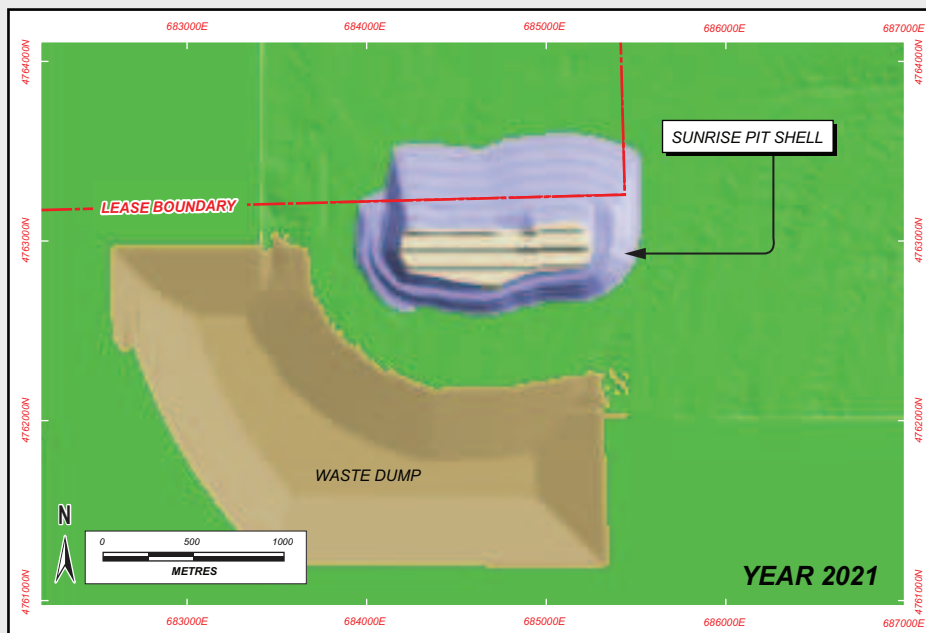 683000E
684000E
685000E
686000E
687000E
4764000N
4764000N
SUNRISE PIT SHELL
LEASE BOUNDARY
4763000N
4763000N
4762000N
4762000N
WASTE DUMP
N
0 500 1000
METRES
YEAR 2021
4761000N
4761000N
683000E
684000E
685000E
686000E
687000E